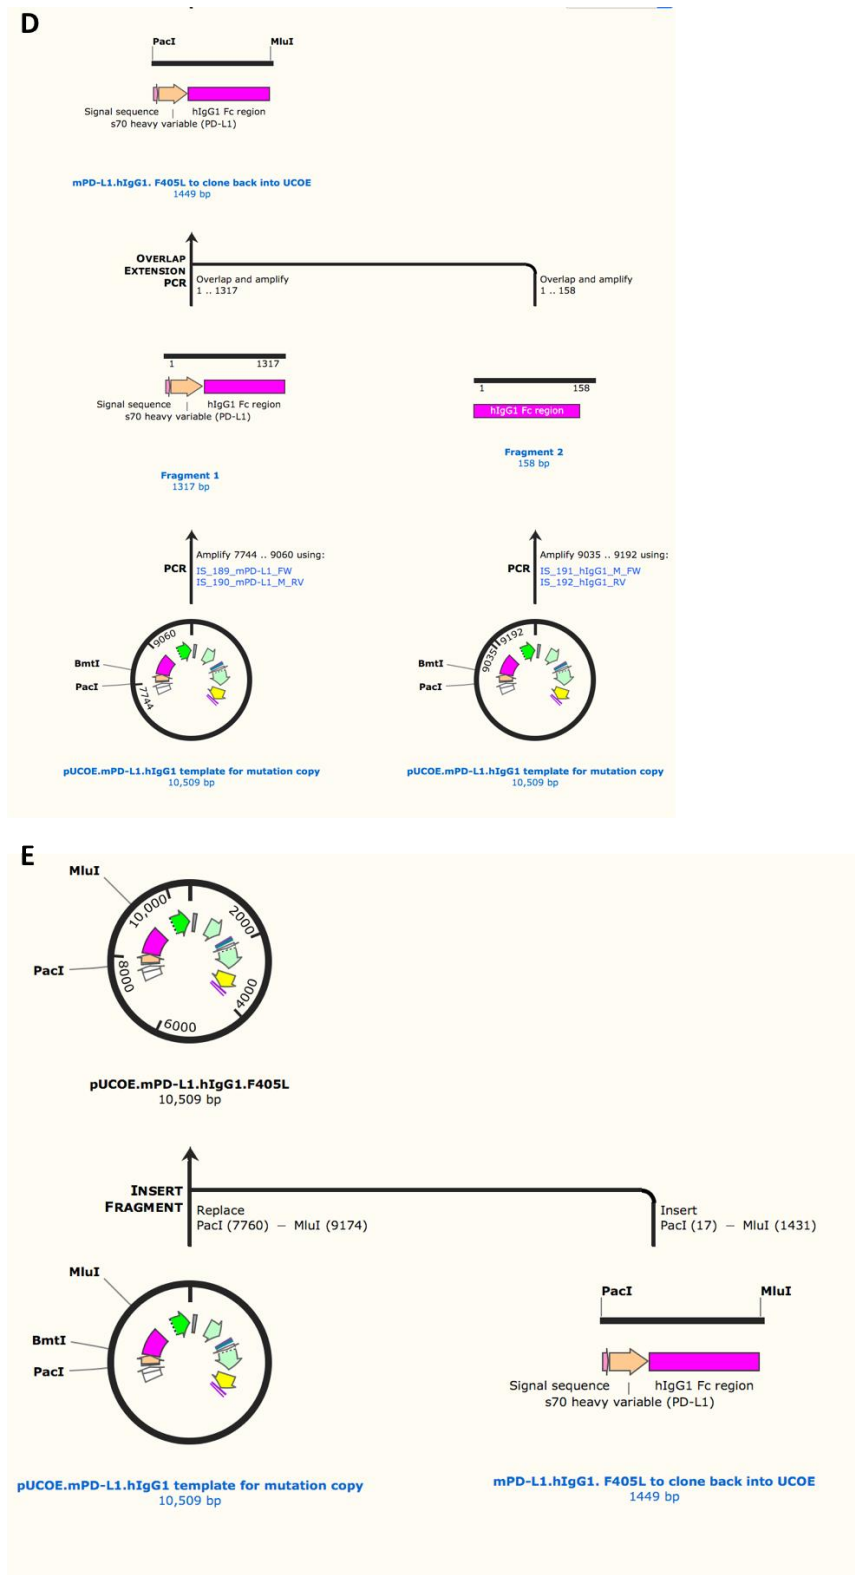 D
PacI MluI
Signal sequence hIgG1 Fc region
s70 heavy variable (PD-L1)
mPD-L1.hIgG1. F405L to clone back into UCOE
1449 bp
OVERLAP
EXTENSION
PCR
Overlap and amplify
1 .. 1317
Overlap and amplify
1 .. 158
1 1317
Signal sequence hIgG1 Fc region
s70 heavy variable (PD-L1)
Fragment 1
1317 bp
1 158
hIgG1 Fc region
Fragment 2
158 bp
PCR
Amplify 7744 .. 9060 using:
IS_189_mPD-L1_FW
IS_190_mPD-L1_M_RV
PCR
Amplify 9035 .. 9192 using:
IS_191_hIgG1_M_FW
IS_192_hIgG1_RV
9060
BmtI
PacI
7744
pUCOE.mPD-L1.hIgG1 template for mutation copy
10,509 bp
9192
9035
BmtI
PacI
pUCOE.mPD-L1.hIgG1 template for mutation copy
10,509 bp
E
MluI
10,000
2000
PacI
8000
4000
6000
pUCOE.mPD-L1.hIgG1.F405L
10,509 bp
INSERT
FRAGMENT
Replace
PacI (7760) – MluI (9174)
Insert
PacI (17) – MluI (1431)
MluI
BmtI
PacI
pUCOE.mPD-L1.hIgG1 template for mutation copy
10,509 bp
PacI MluI
Signal sequence hIgG1 Fc region
s70 heavy variable (PD-L1)
mPD-L1.hIgG1. F405L to clone back into UCOE
1449 bp